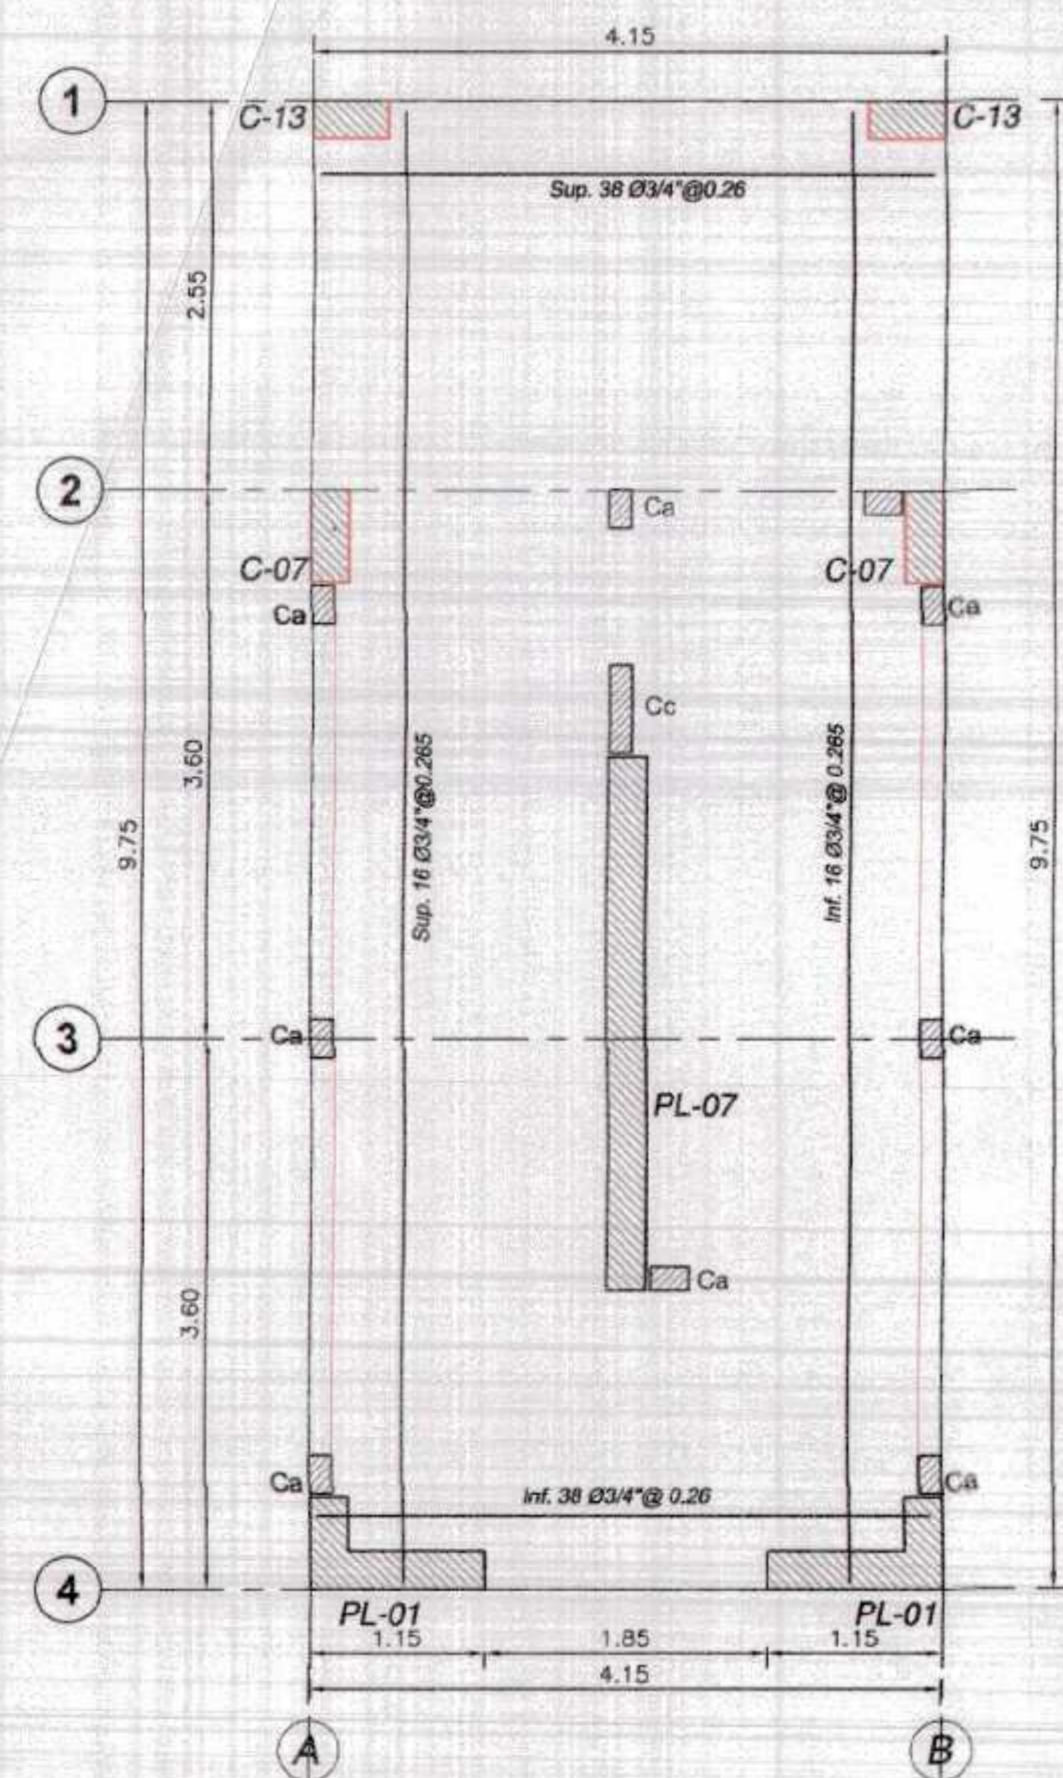 4.15
1
C-13
C-13
Sup. 38 Ø3/4"@0.26
2.55
2
Ca
C-07
C-07
Ca
Ca
Cc
3.60
Sup. 16 Ø3/4"@0.265
Inf. 16 Ø3/4"@ 0.265
9.75
9.75
3
Ca
Ca
PL-07
Ca
3.60
Ca
Ca
Inf. 38 Ø3/4"@ 0.26
4
PL-01
PL-01
1.15
1.85
1.15
4.15
A
B